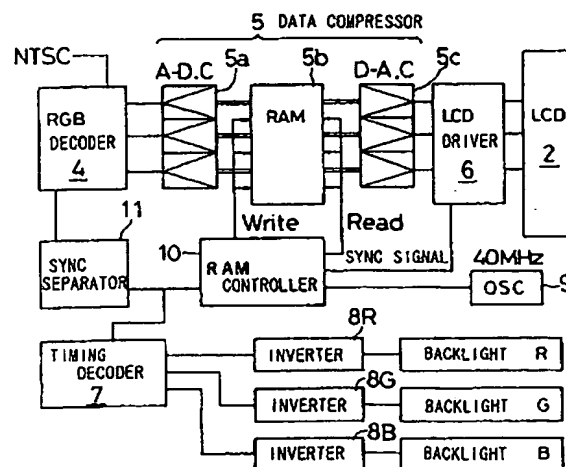 5 DATA COMPRESSOR
NTSC
A-D.C 5a
5b
D-A.C 5c
RGB
DECODER
4
RAM
LCD
DRIVER
6
LCD
2
11
Write
Read
SYNC
SEPARATOR
10
RAM
CONTROLLER
SYNC SIGNAL
40MHz
OSC
9
TIMING
DECODER
7
8R
INVERTER
BACKLIGHT R
8G
INVERTER
BACKLIGHT G
8B
INVERTER
BACKLIGHT B